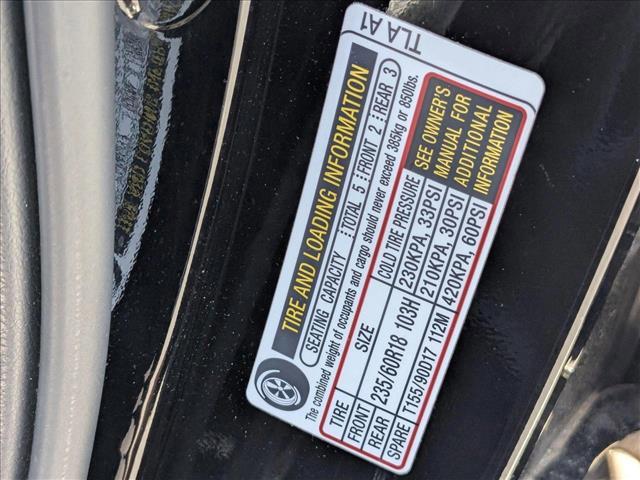 TLA A1
TIRE AND LOADING INFORMATION
SEATING CAPACITY TOTAL 5 FRONT 2 REAR 3
The combined weight of occupants and cargo should never exceed 385kg or 850lbs.
TIRE SIZE COLD TIRE PRESSURE
FRONT 235/60R18 103H 230KPA, 33PSI
REAR 210KPA, 30PSI
SPARE T155/90D17 112M 420KPA, 60PSI
SEE OWNER'S
MANUAL FOR
ADDITIONAL
INFORMATION